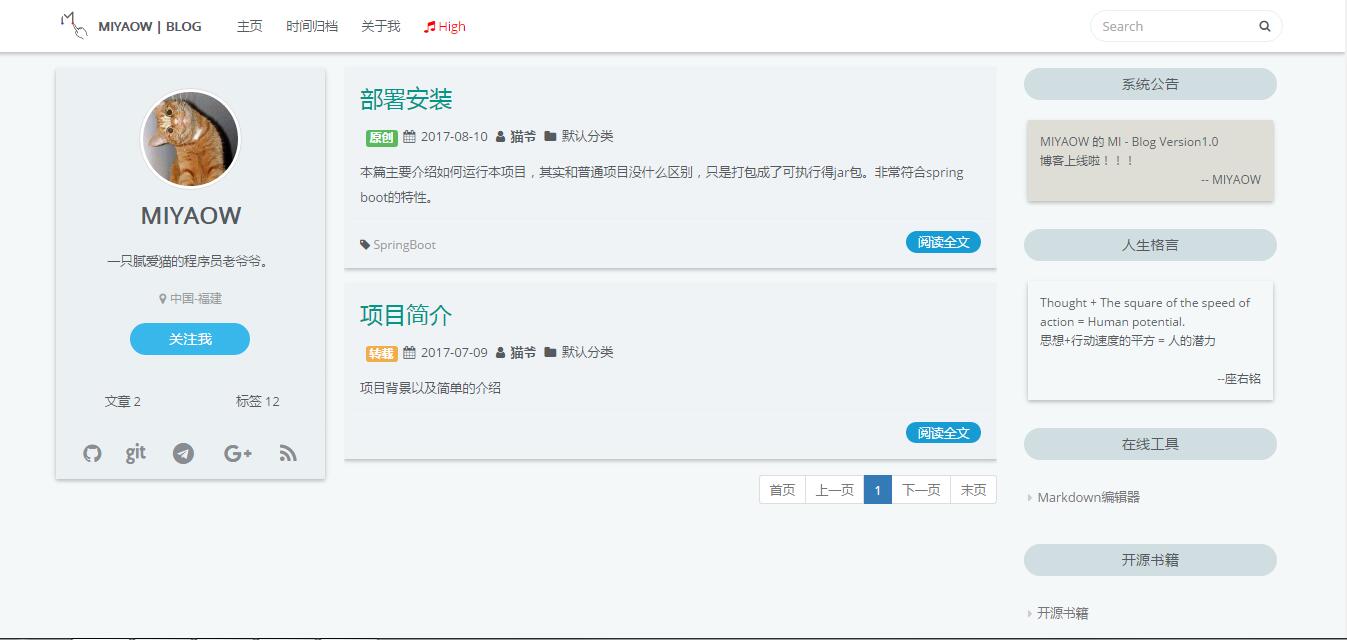 MIYAOW | BLOG
主页
时间归档
关于我
High
Search
MIYAOW
一只腻爱猫的程序员老爷爷。
中国-福建
关注我
文章 2
标签 12
git
G+
部署安装
原创 2017-08-10 猫爷 默认分类
本篇主要介绍如何运行本项目，其实和普通项目没什么区别，只是打包成了可执行得jar包。非常符合spring
boot的特性。
SpringBoot
阅读全文
项目简介
转载 2017-07-09 猫爷 默认分类
项目背景以及简单的介绍
阅读全文
首页 上一页 1 下一页 末页
系统公告
MIYAOW 的 MI - Blog Version1.0
博客上线啦！！！
-- MIYAOW
人生格言
Thought + The square of the speed of
action = Human potential.
思想+行动速度的平方 = 人的潜力
--座右铭
在线工具
Markdown编辑器
开源书籍
开源书籍